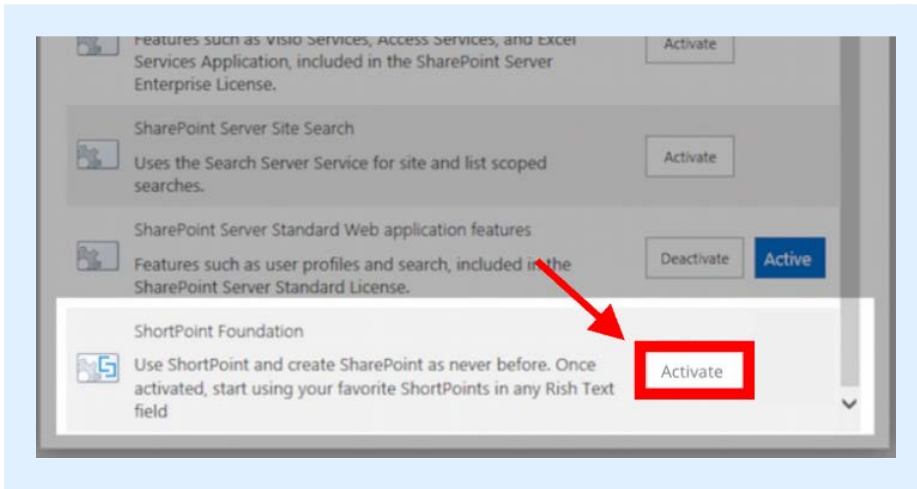 Features such as Visio Services, Access Services, and Excel
Services Application, included in the SharePoint Server
Enterprise License.
Activate
SharePoint Server Site Search
Uses the Search Server Service for site and list scoped
searches.
Activate
SharePoint Server Standard Web application features
Features such as user profiles and search, included in the
SharePoint Server Standard License.
Deactivate
Active
ShortPoint Foundation
Use ShortPoint and create SharePoint as never before. Once
activated, start using your favorite ShortPoints in any Rish Text
field
Activate